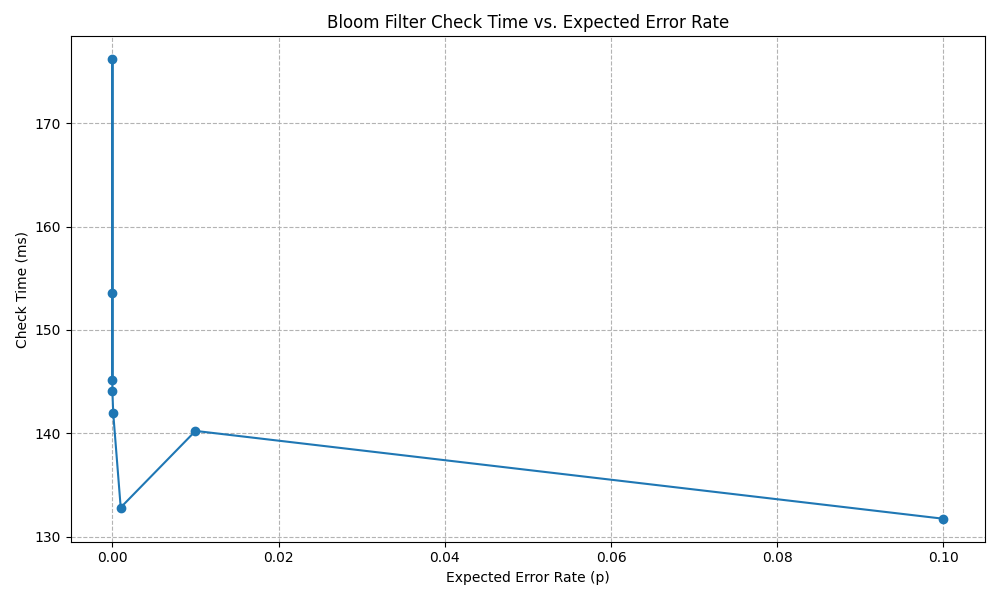 Bloom Filter Check Time vs. Expected Error Rate
170
160
150
140
130
Check Time (ms)
0.00 0.02 0.04 0.06 0.08 0.10
Expected Error Rate (p)